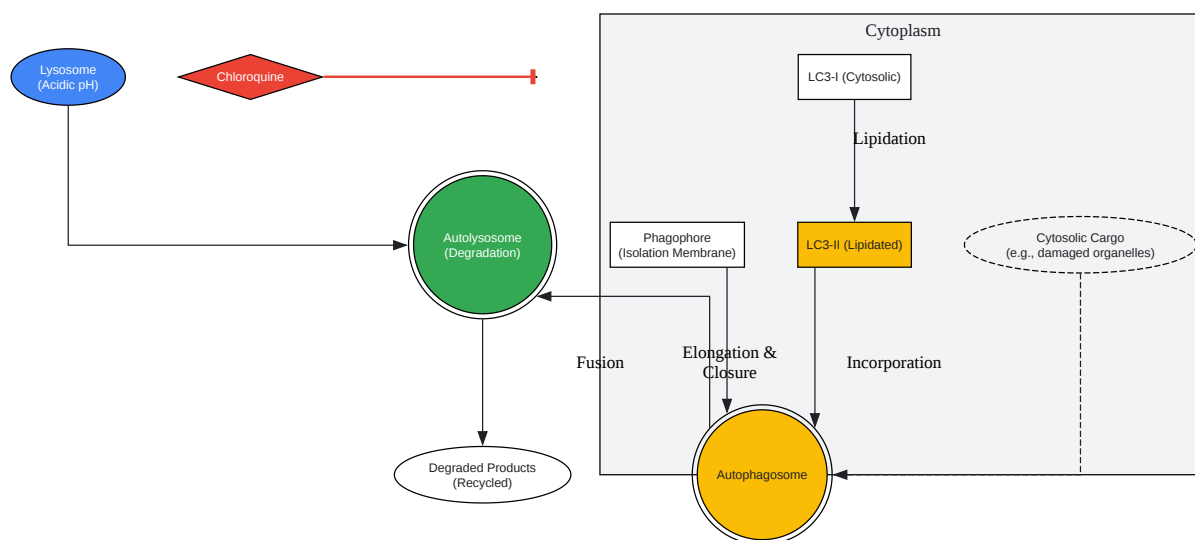 Cytoplasm
Lysosome
(Acidic pH)
Chloroquine
LC3-I (Cytosolic)
Lipidation
Autolysosome
(Degradation)
Phagophore
(Isolation Membrane)
LC3-II (Lipidated)
Cytosolic Cargo
(e.g., damaged organelles)
Fusion
Elongation &
Closure
Incorporation
Degraded Products
(Recycled)
Autophagosome